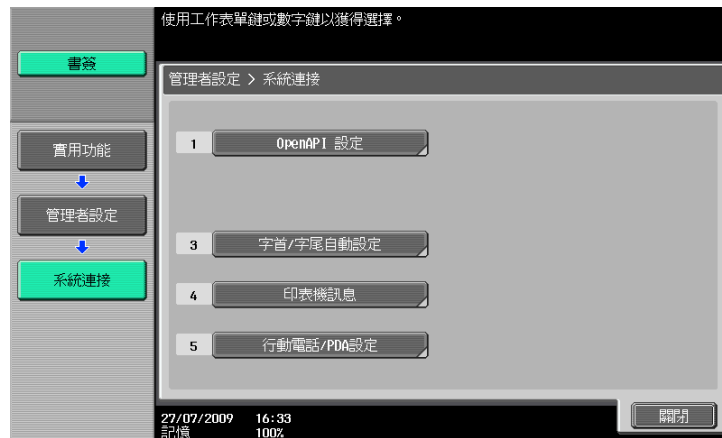 使用工作表單鍵或數字鍵以獲得選擇。
書簽
管理者設定 > 系統連接
實用功能
管理者設定
系統連接
1 OpenAPI 設定
3 字首/字尾自動設定
4 印表機訊息
5 行動電話/PDA設定
27/07/2009 16:33
記憶 100%
關閉